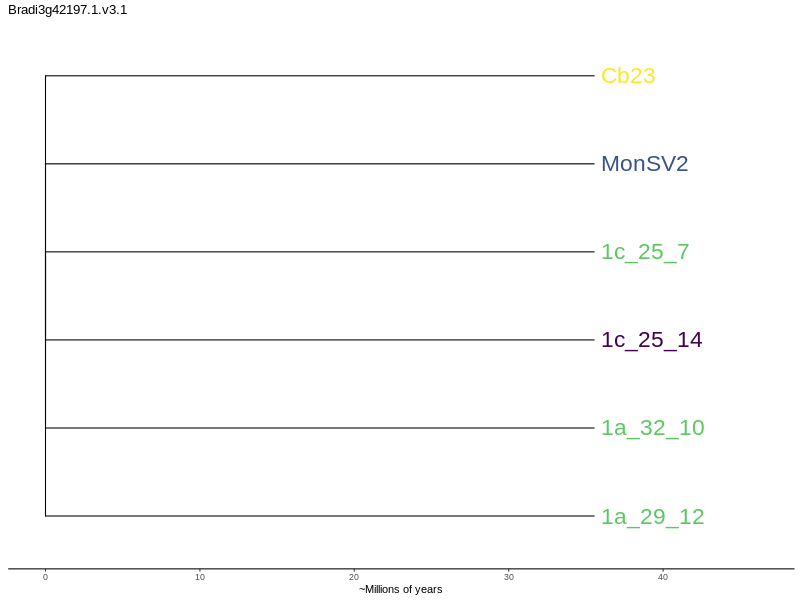 Bradi3g42197.1.v3.1
Cb23
MonSV2
1c_25_7
1c_25_14
1a_32_10
1a_29_12
0 10 20 30 40
~Millions of years